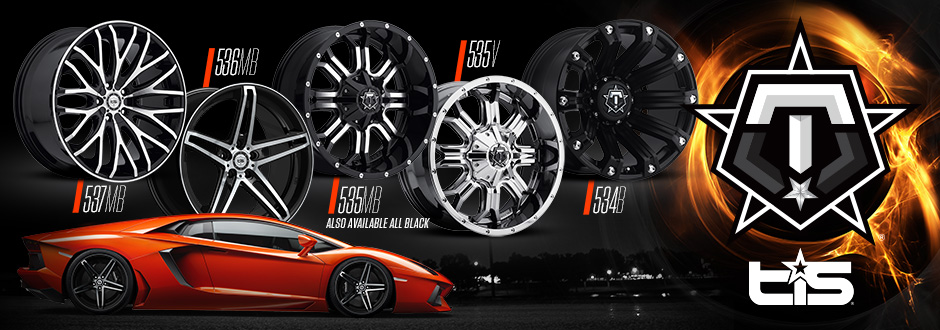 536MB
535V
537MB
535MB
ALSO AVAILABLE ALL BLACK
534B
T
tis
®